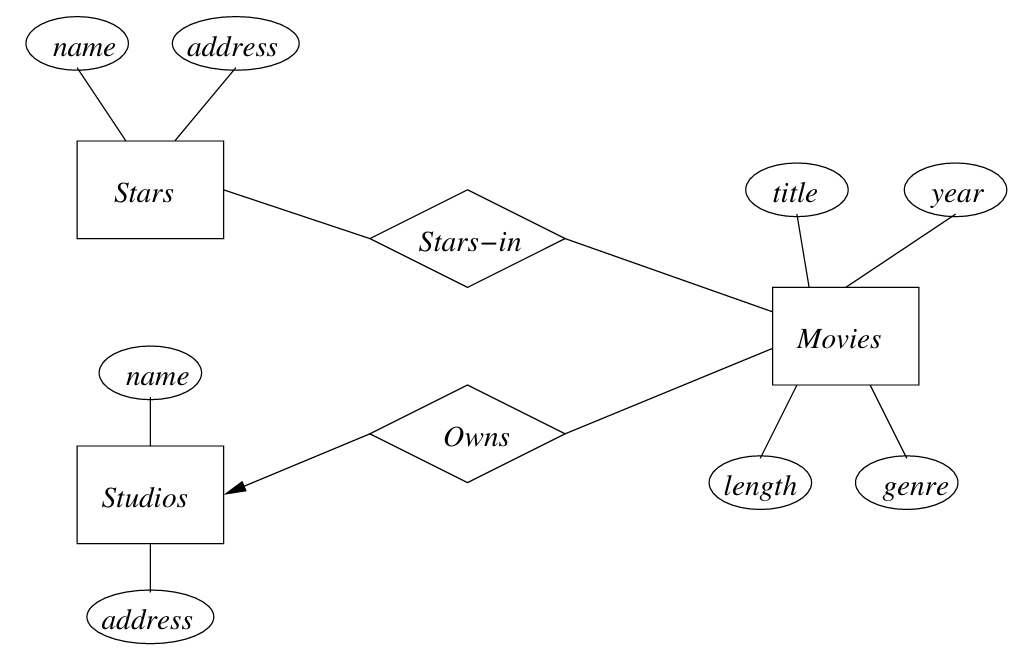 name
address
Stars
Stars-in
title
year
Movies
name
Owns
Studios
length
genre
address